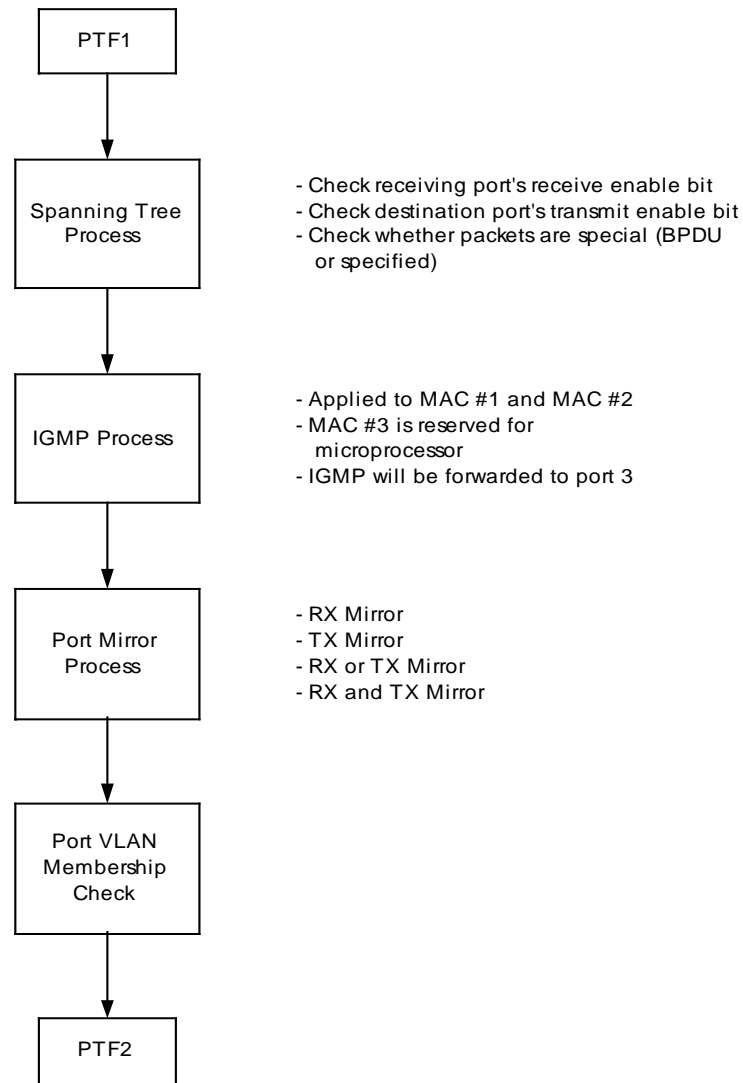 PTF1
Spanning Tree
Process
- Check receiving port's receive enable bit
- Check destination port's transmit enable bit
- Check whether packets are special (BPDU
or specified)
IGMP Process
- Applied to MAC #1 and MAC #2
- MAC #3 is reserved for
microprocessor
- IGMP will be forwarded to port 3
Port Mirror
Process
- RX Mirror
- TX Mirror
- RX or TX Mirror
- RX and TX Mirror
Port VLAN
Membership
Check
PTF2